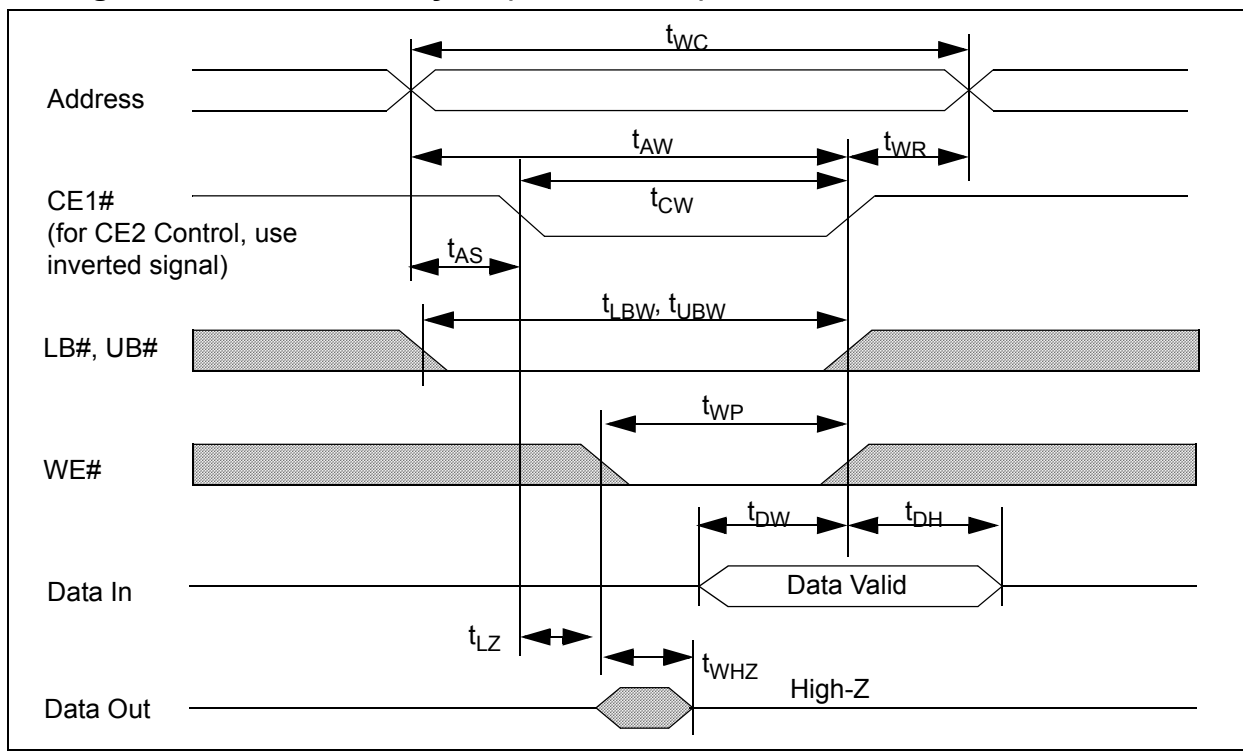 tWC
Address
tAW
tWR
CE1#
(for CE2 Control, use
inverted signal)
tCW
tAS
tLBW, tUBW
LB#, UB#
tWP
WE#
tDW
tDH
Data In
Data Valid
tLZ
tWHZ
Data Out
High-Z